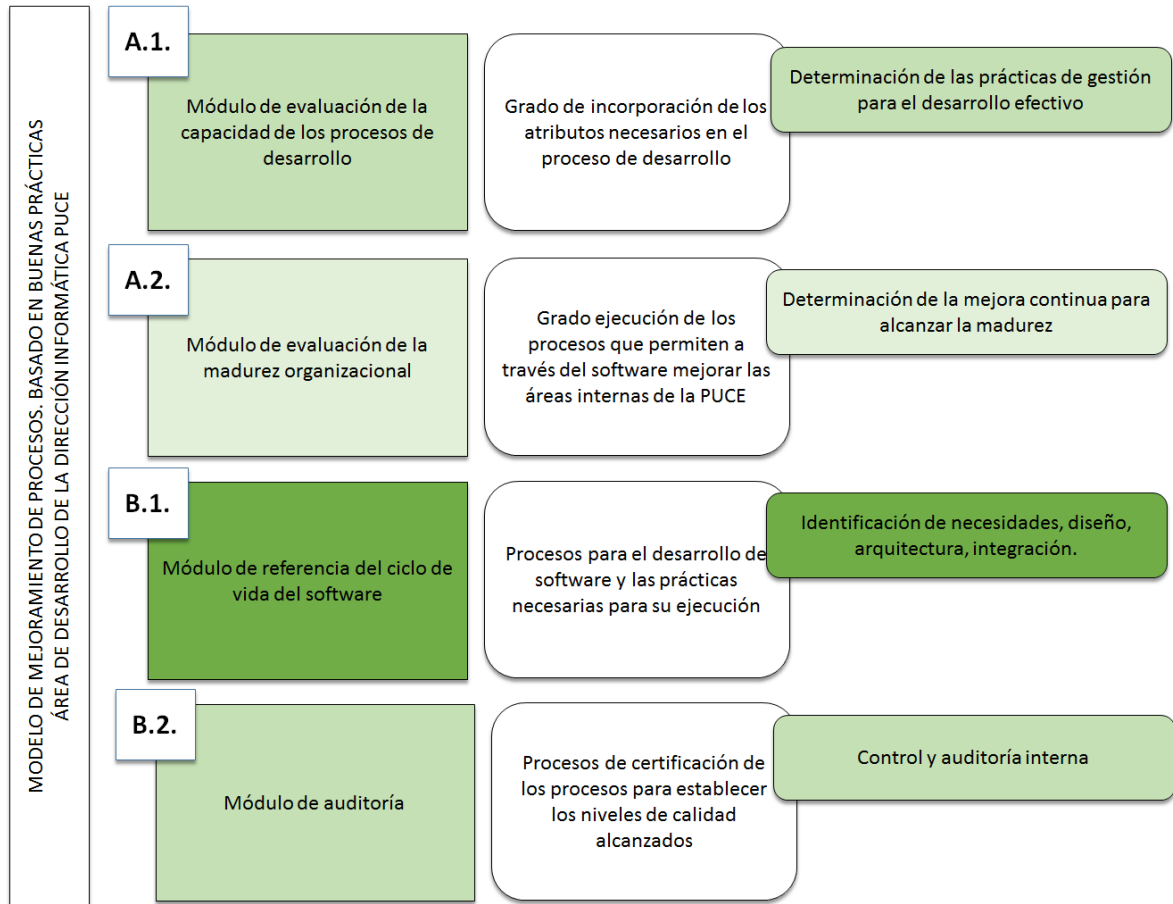 MODELO DE MEJORAMIENTO DE PROCESOS. BASADO EN BUENAS PRÁCTICAS
ÁREA DE DESARROLLO DE LA DIRECCIÓN INFORMÁTICA PUCE
A.1.
Módulo de evaluación de la
capacidad de los procesos de
desarrollo
Grado de incorporación de los
atributos necesarios en el
proceso de desarrollo
Determinación de las prácticas de gestión
para el desarrollo efectivo
A.2.
Módulo de evaluación de la
madurez organizacional
Grado ejecución de los
procesos que permiten a
través del software mejorar las
áreas internas de la PUCE
Determinación de la mejora continua para
alcanzar la madurez
B.1.
Módulo de referencia del ciclo de
vida del software
Procesos para el desarrollo de
software y las prácticas
necesarias para su ejecución
Identificación de necesidades, diseño,
arquitectura, integración.
B.2.
Módulo de auditoría
Procesos de certificación de
los procesos para establecer
los niveles de calidad
alcanzados
Control y auditoría interna